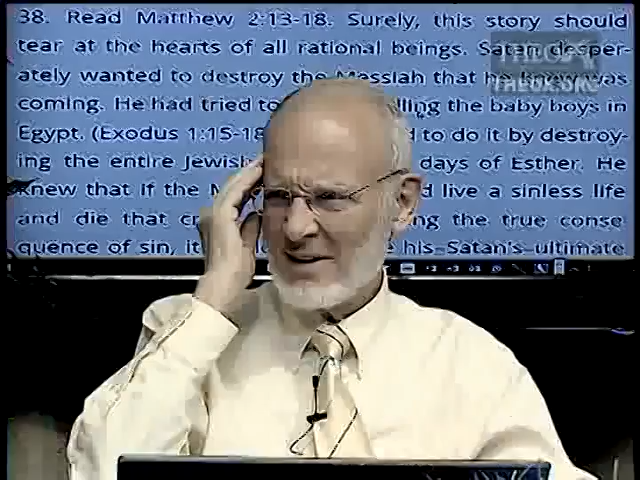 38. Read Matthew 2:13-18. Surely, this story should
tear at the hearts of all rational beings. Satan desper-
ately wanted to destroy the Messiah that he knew was
coming. He had tried to lling the baby boys in
Egypt. (Exodus 1:15-18 d to do it by destroy-
ing the entire Jewish days of Esther. He
knew that if the M d live a sinless life
and die that ing the true conse
quence of sin, it he his Satan's ultimate
THEOX.ORG